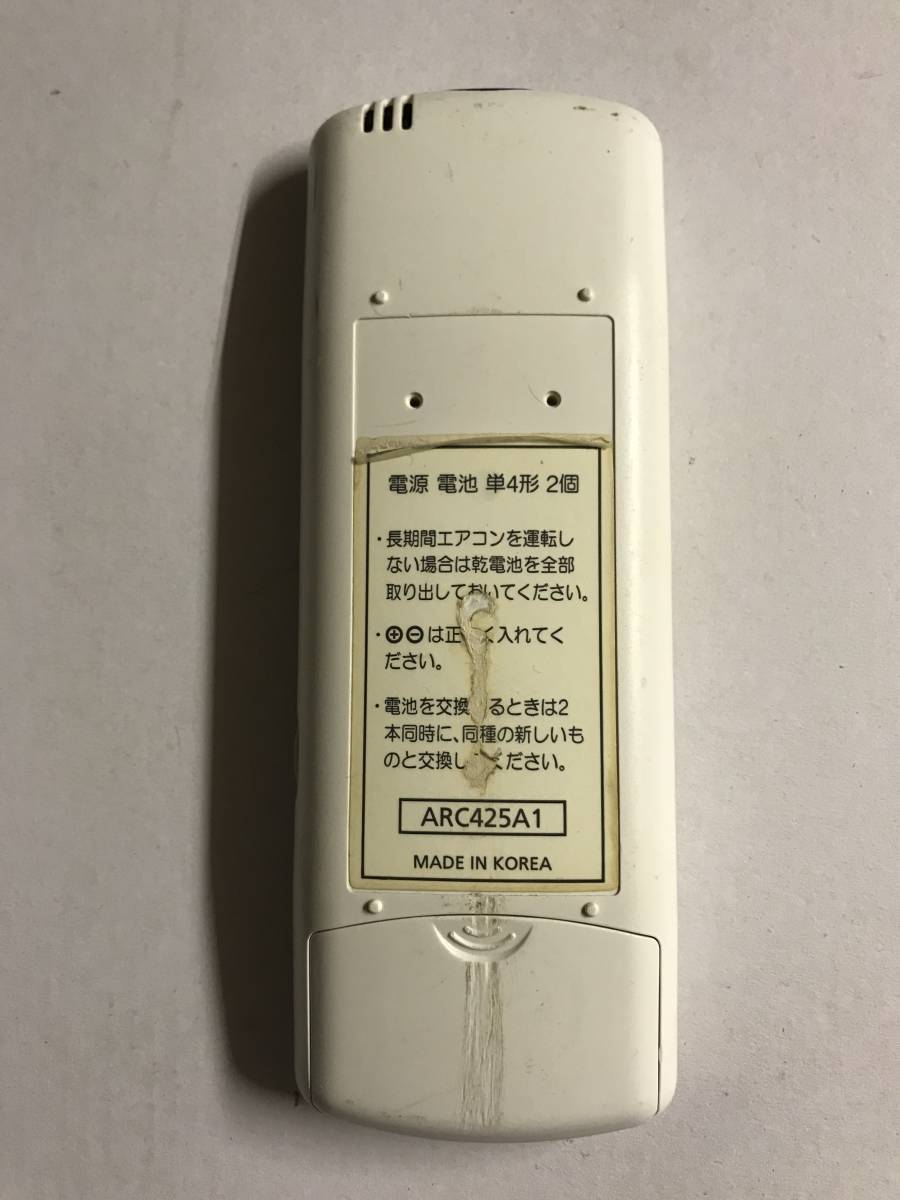 電源 電池 単4形 2個
・長期間エアコンを運転し
ない場合は乾電池を全部
取り出しておいてください。
・⊕⊖は正 く入れてく
ださい。
・電池を交換 るときは2
本同時に、同種の新しいも
のと交換し ください。
ARC425A1
MADE IN KOREA